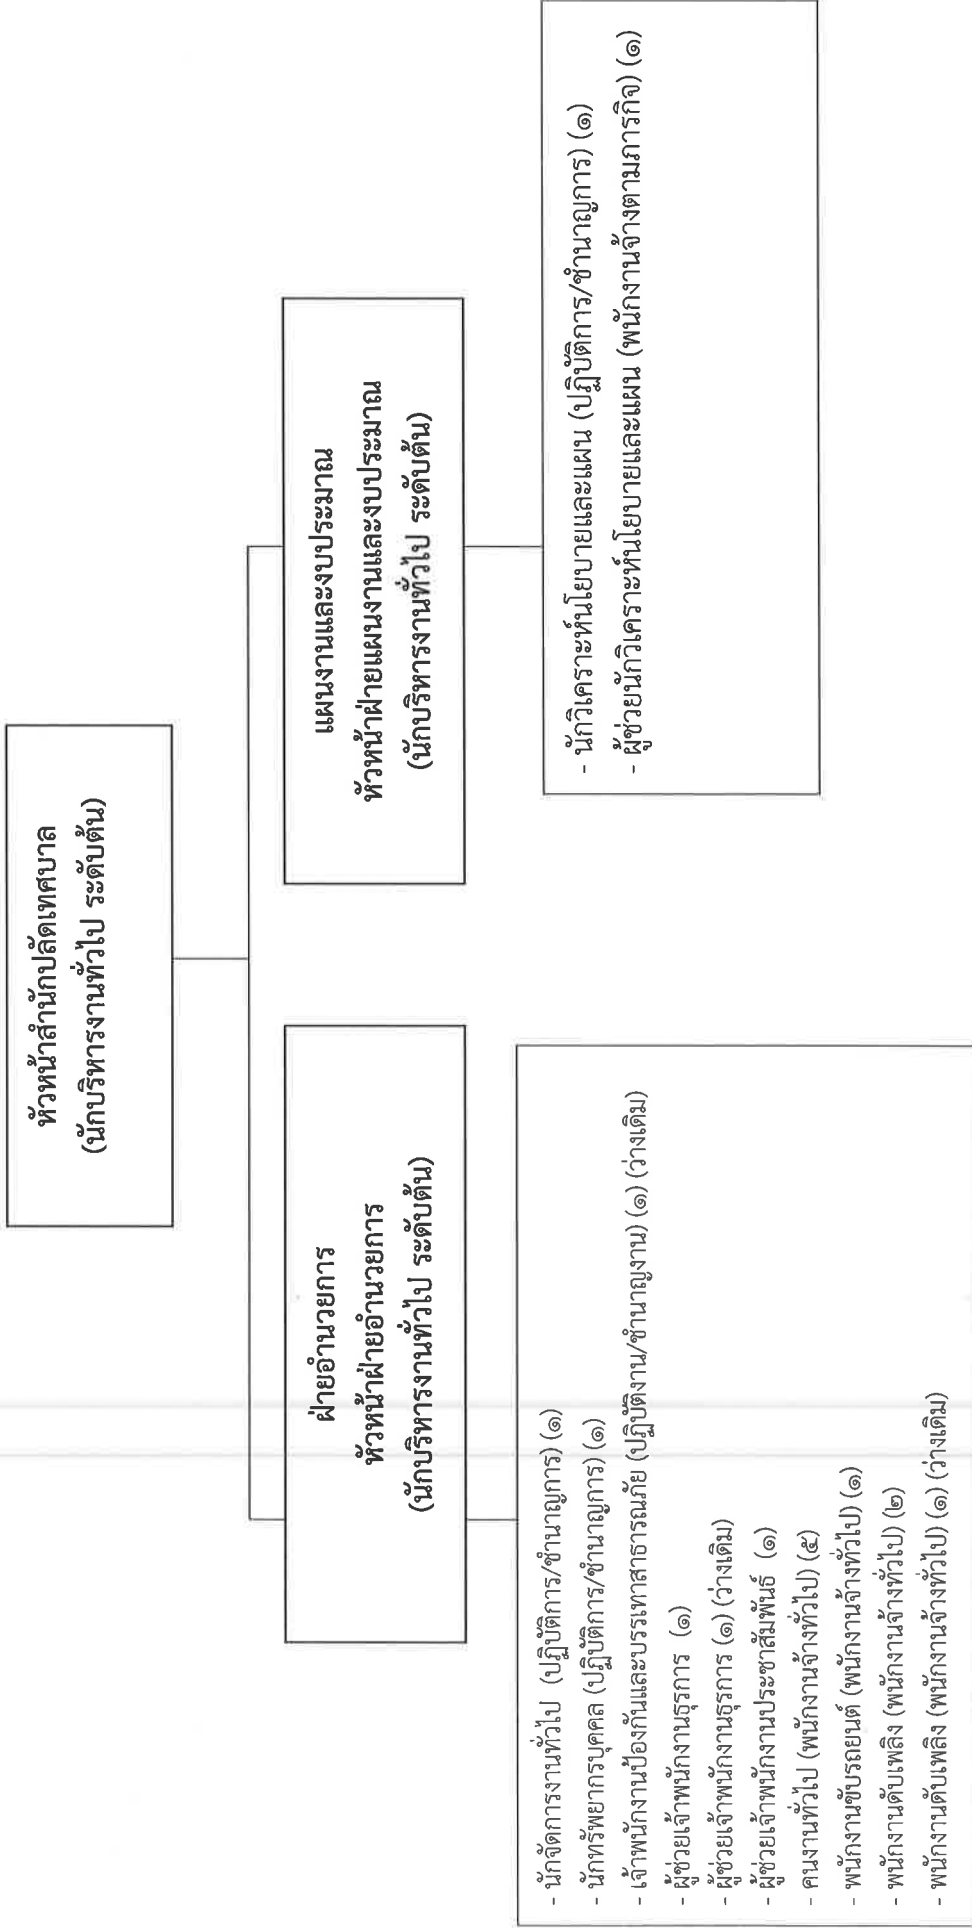 หัวหน้าสำนักปลัดเทศบาล
(นักบริหารงานทั่วไป ระดับต้น)
ฝ่ายอำนวยการ
หัวหน้าฝ่ายอำนวยการ
(นักบริหารงานทั่วไป ระดับต้น)
- นักจัดการงานทั่วไป (ปฏิบัติการ/ชำนาญการ) (๑)
- นักทรัพยากรบุคคล (ปฏิบัติการ/ชำนาญการ) (๑)
- เจ้าพนักงานป้องกันและบรรเทาสาธารณภัย (ปฏิบัติงาน/ชำนาญงาน) (๑) (ว่างเดิม)
- ผู้ช่วยเจ้าพนักงานธุรการ (๑)
- ผู้ช่วยเจ้าพนักงานธุรการ (๑) (ว่างเดิม)
- ผู้ช่วยเจ้าพนักงานประชาสัมพันธ์ (๑)
- คนงานทั่วไป (พนักงานจ้างทั่วไป) (๕)
- พนักงานขับรถยนต์ (พนักงานจ้างทั่วไป) (๑)
- พนักงานดับเพลิง (พนักงานจ้างทั่วไป) (๒)
- พนักงานดับเพลิง (พนักงานจ้างทั่วไป) (๑) (ว่างเดิม)
แผนงานและงบประมาณ
หัวหน้าฝ่ายแผนงานและงบประมาณ
(นักบริหารงานทั่วไป ระดับต้น)
- นักวิเคราะห์นโยบายและแผน (ปฏิบัติการ/ชำนาญการ) (๑)
- ผู้ช่วยนักวิเคราะห์นโยบายและแผน (พนักงานจ้างตามภารกิจ) (๑)